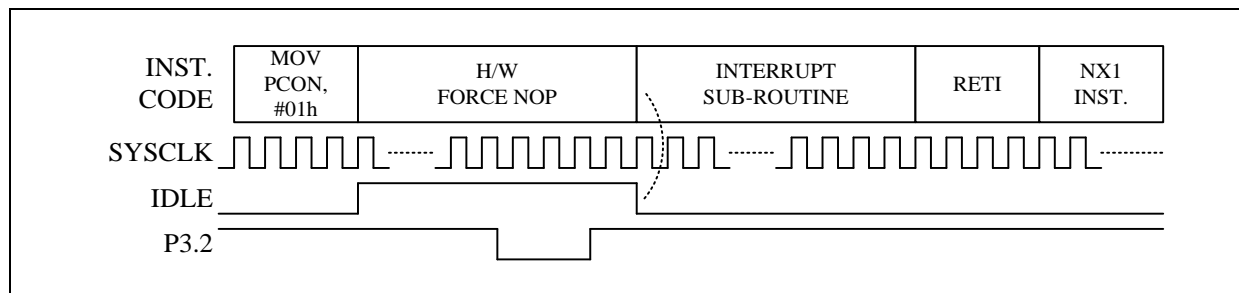 INST.
CODE
MOV
PCON,
#01h
H/W
FORCE NOP
INTERRUPT
SUB-ROUTINE
RETI
NX1
INST.
SYSCLK
IDLE
P3.2